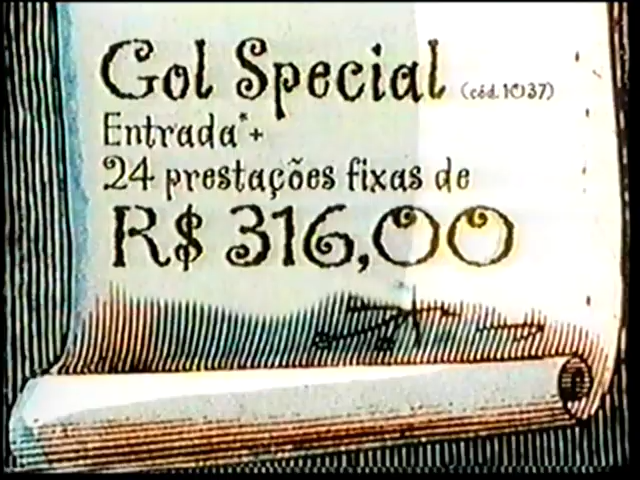 Gol Special (cód. 1037)
Entrada*+
24 prestações fixas de
R$ 316,00